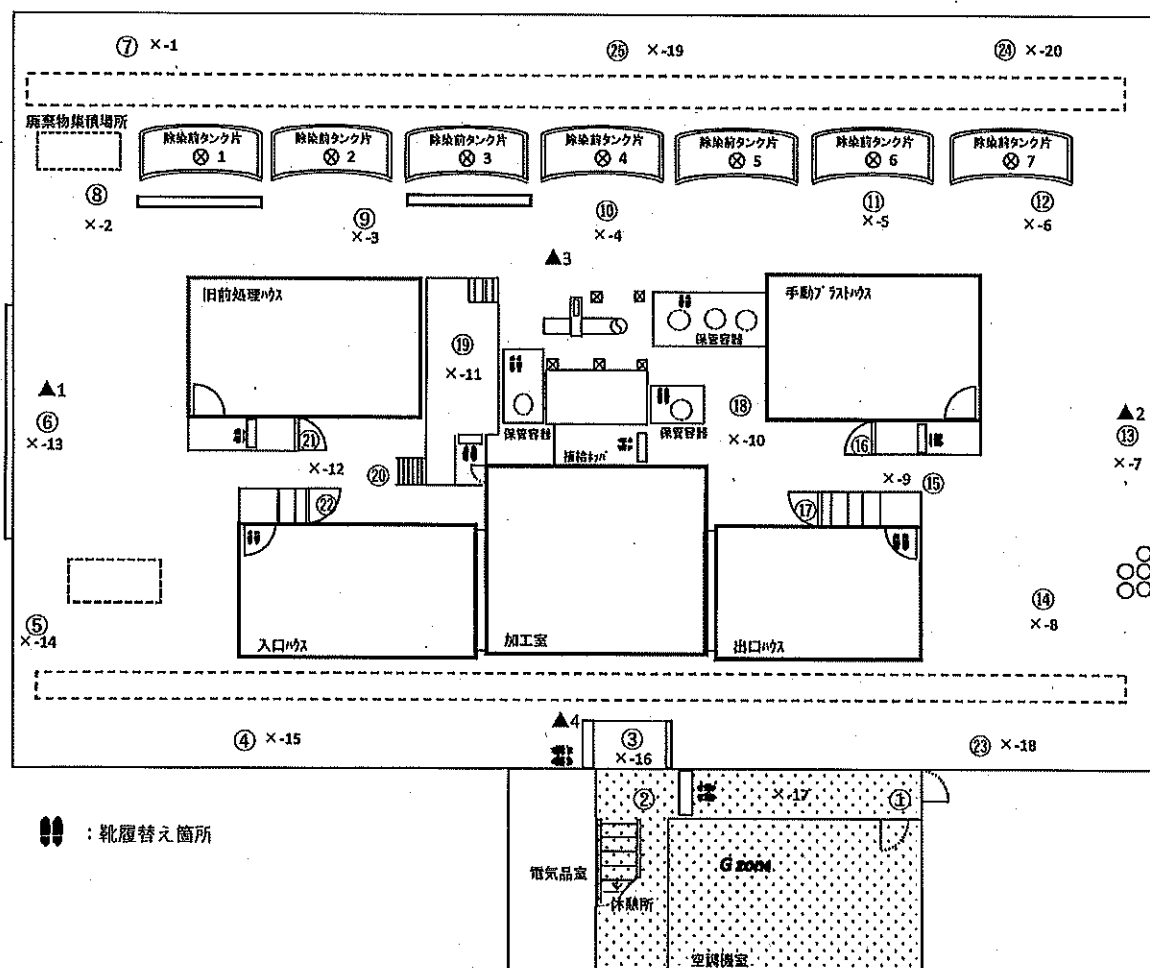 ⑦ ×-1
㉕ ×-19
㉔ ×-20
廃棄物集積場所
除染前タンク片
⊗ 1
除染前タンク片
⊗ 2
除染前タンク片
⊗ 3
除染前タンク片
⊗ 4
除染前タンク片
⊗ 5
除染前タンク片
⊗ 6
除染前タンク片
⊗ 7
⑧
×-2
⑨
×-3
⑩
×-4
⑪
×-5
⑫
×-6
▲3
旧前処理ハウス
手動ブラストハウス
保管容器
⑲
×-11
▲1
⑥
×-13
⑱
×-10
▲2
⑬
×-7
保管容器
保管容器
補給ホッパ
㉑
×-12
⑳
㉒
⑯
×-9
⑮
⑰
⑤
×-14
⑭
×-8
入口ハウス
加工室
出口ハウス
▲4
④ ×-15
③
×-16
㉓ ×-18
②
×-17
①
:靴履替え箇所
電気品室
休憩所
G zone
空調機室